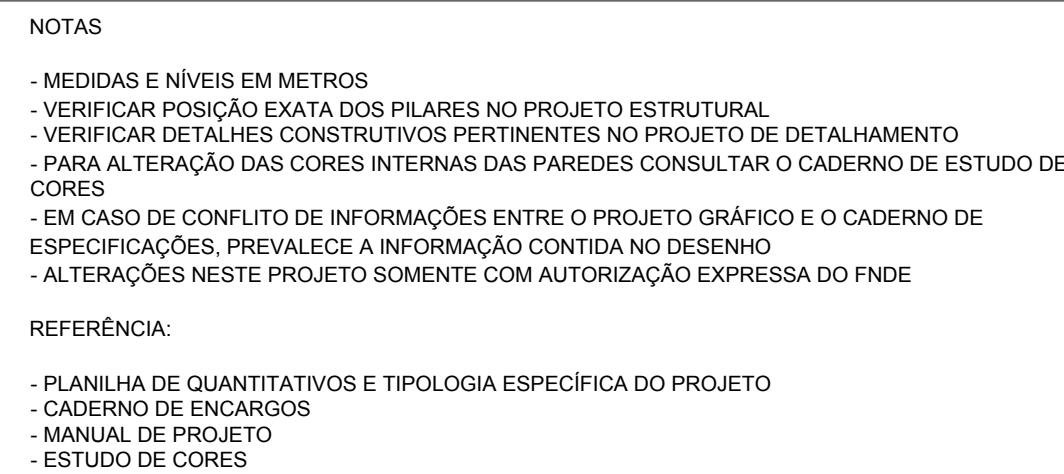 NOTAS
- MEDIDAS E NÍVEIS EM METROS
- VERIFICAR POSIÇÃO EXATA DOS PILARES NO PROJETO ESTRUTURAL
- VERIFICAR DETALHES CONSTRUTIVOS PERTINENTES NO PROJETO DE DETALHAMENTO
- PARA ALTERAÇÃO DAS CORES INTERNAS DAS PAREDES CONSULTAR O CADERNO DE ESTUDO DE
CORES
- EM CASO DE CONFLITO DE INFORMAÇÕES ENTRE O PROJETO GRÁFICO E O CADERNO DE
ESPECIFICAÇÕES, PREVALECE A INFORMAÇÃO CONTIDA NO DESENHO
- ALTERAÇÕES NESTE PROJETO SOMENTE COM AUTORIZAÇÃO EXPRESSA DO FNDE
REFERÊNCIA:
- PLANILHA DE QUANTITATIVOS E TIPOLOGIA ESPECÍFICA DO PROJETO
- CADERNO DE ENCARGOS
- MANUAL DE PROJETO
- ESTUDO DE CORES